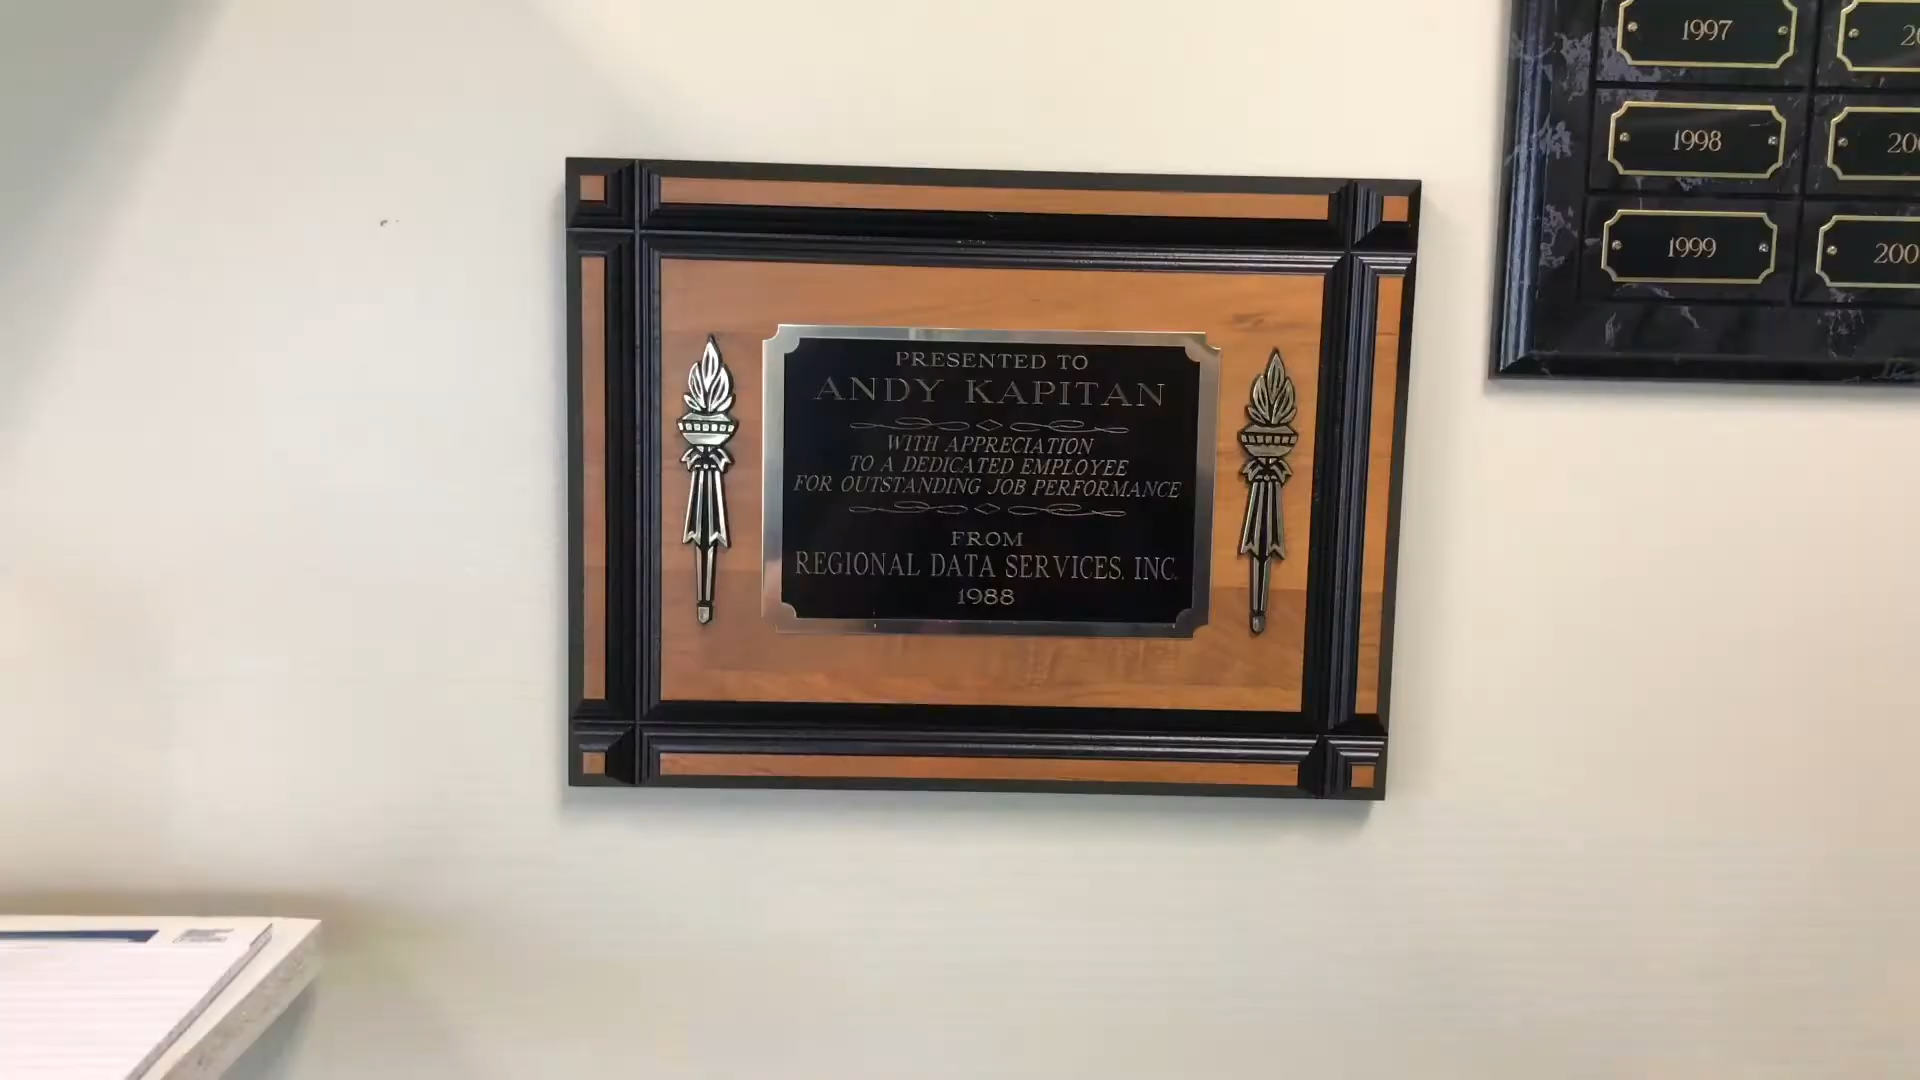 PRESENTED TO
ANDY KAPITAN
WITH APPRECIATION
TO A DEDICATED EMPLOYEE
FOR OUTSTANDING JOB PERFORMANCE
FROM
REGIONAL DATA SERVICES, INC.
1988
1997
1998
1999